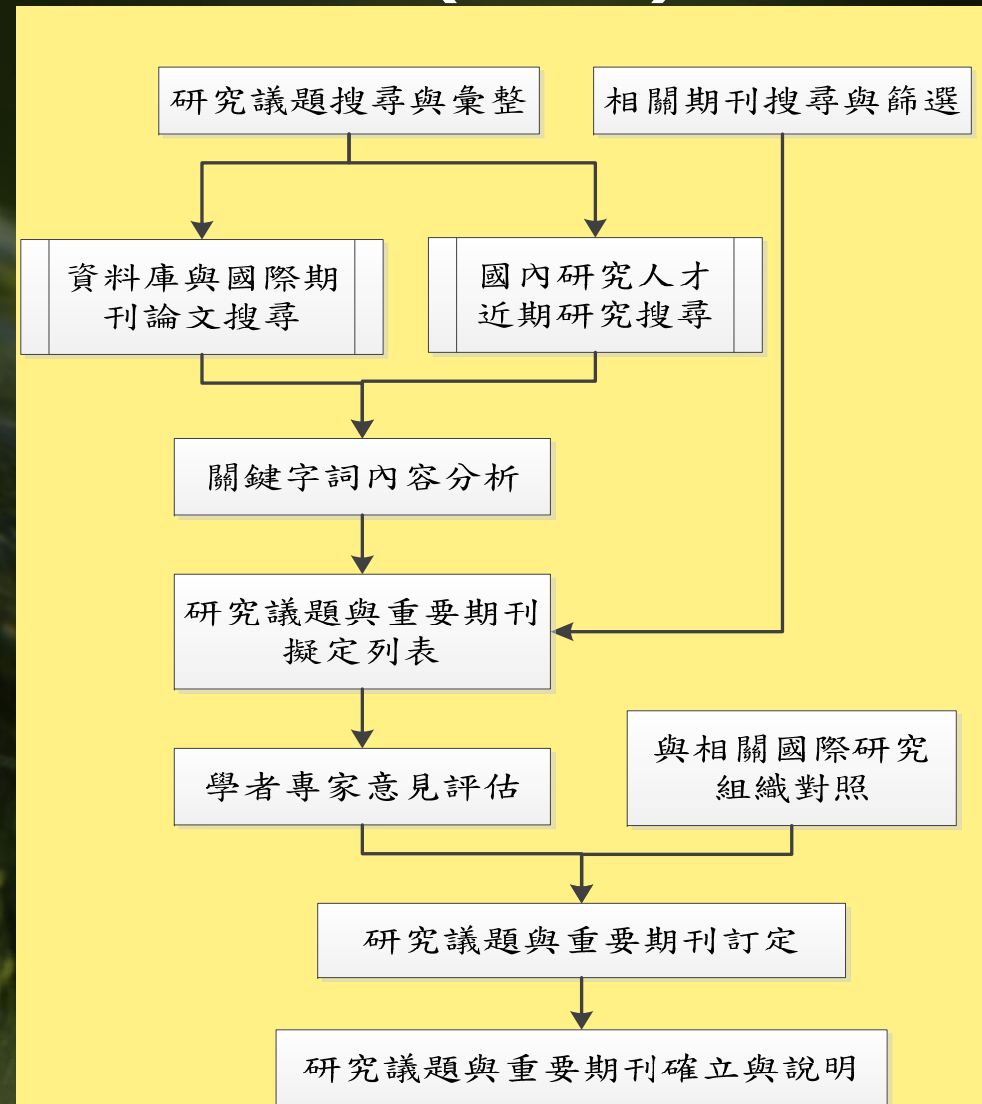 研究議題搜尋與彙整
相關期刊搜尋與篩選
資料庫與國際期
刊論文搜尋
國內研究人才
近期研究搜尋
關鍵字詞內容分析
研究議題與重要期刊
擬定列表
學者專家意見評估
與相關國際研究
組織對照
研究議題與重要期刊訂定
研究議題與重要期刊確立與說明